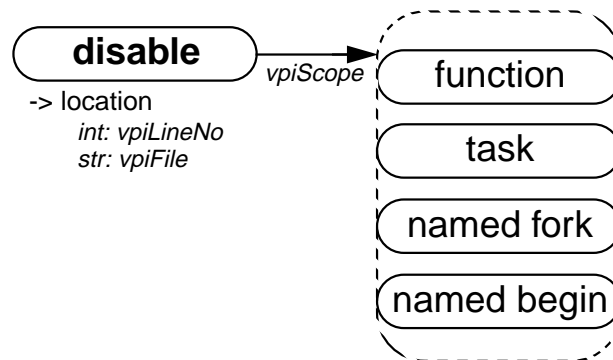 disable
vpiScope
-> location
int: vpiLineNo
str: vpiFile
function
task
named fork
named begin